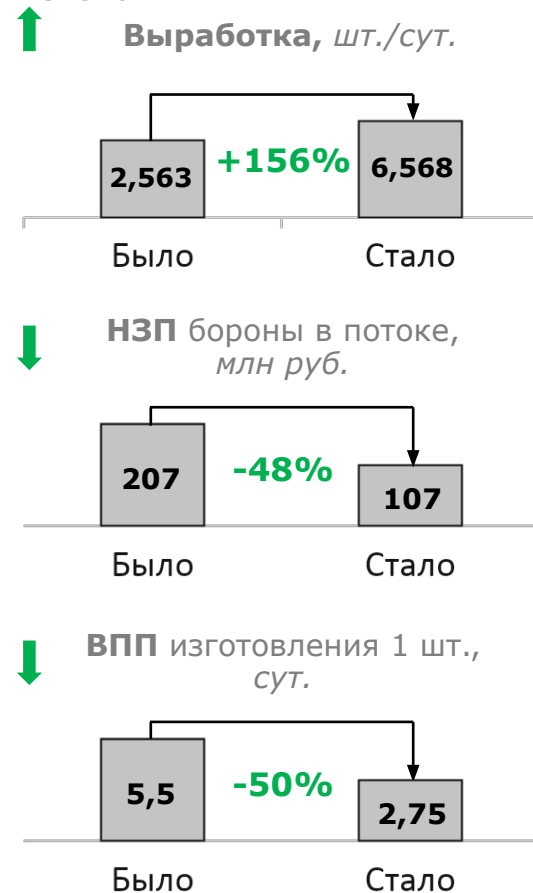 Выработка, шт./сут.
2,563 +156% 6,568
Было Стало
НЗП бороны в потоке,
млн руб.
207 -48% 107
Было Стало
ВПП изготовления 1 шт.,
сут.
5,5 -50% 2,75
Было Стало